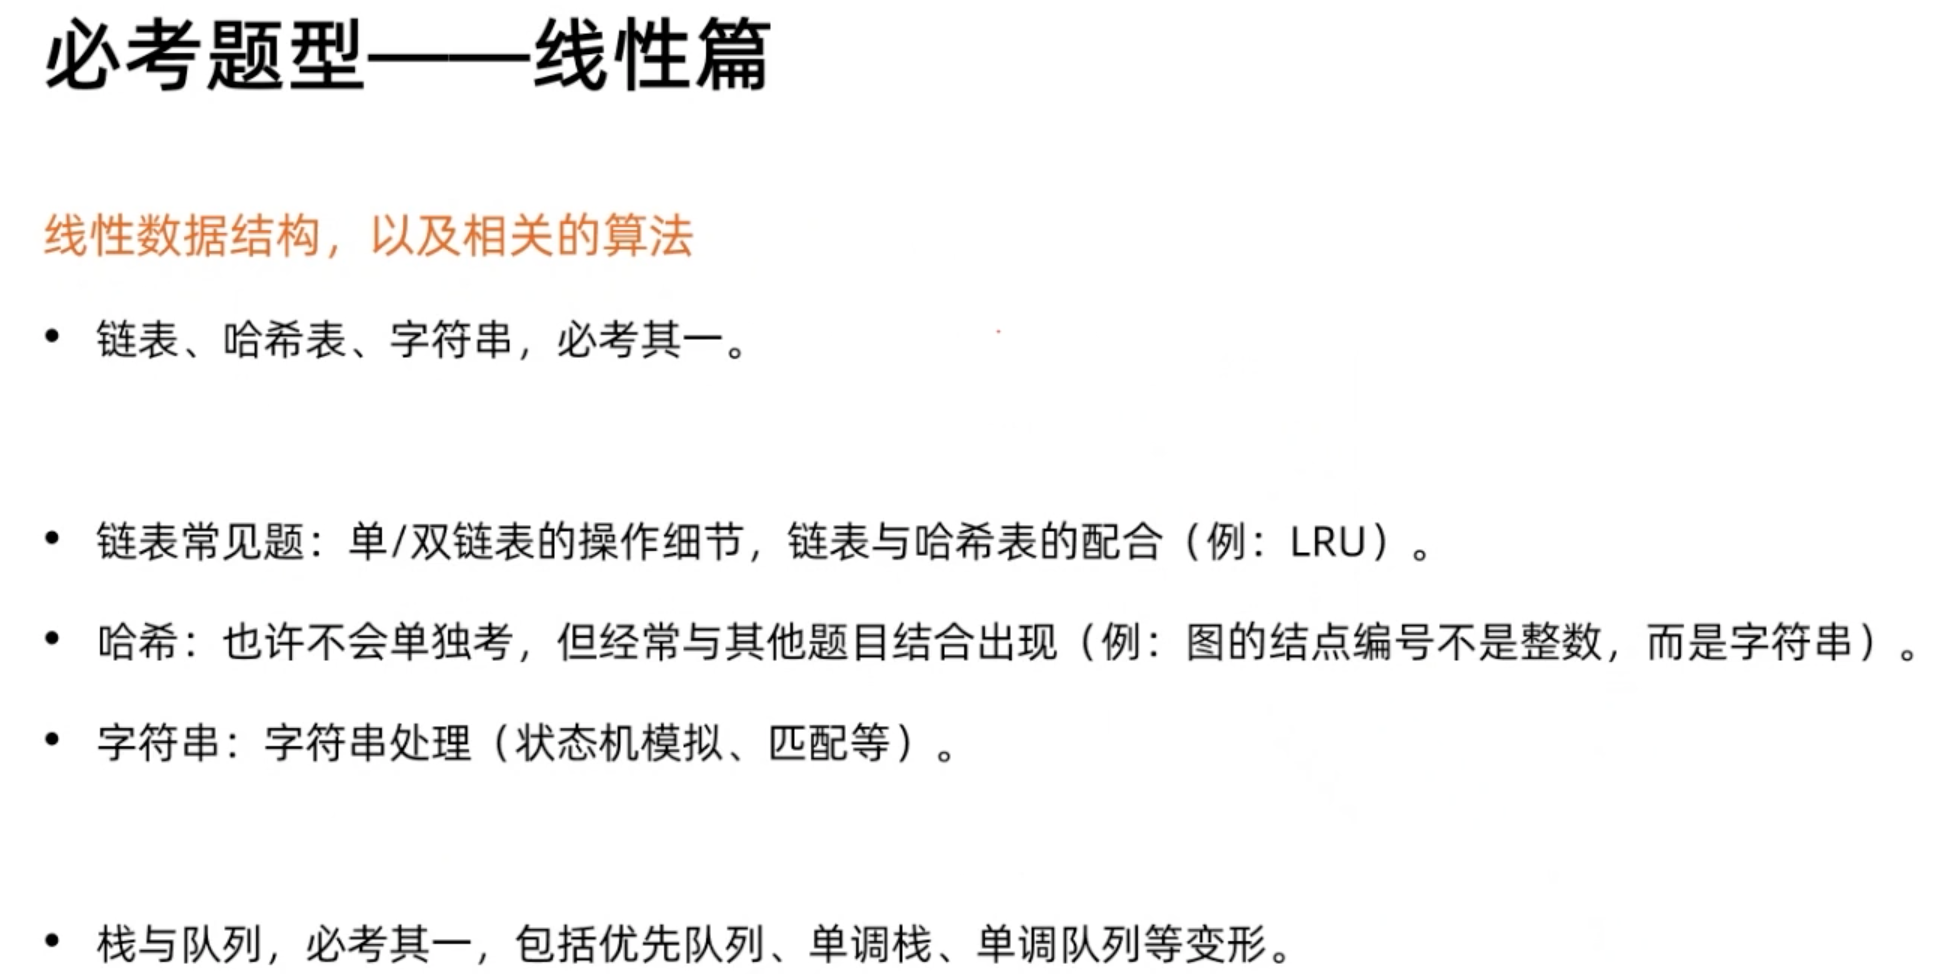 必考题型——线性篇
线性数据结构，以及相关的算法
• 链表、哈希表、字符串，必考其一。
• 链表常见题：单/双链表的操作细节，链表与哈希表的配合（例：LRU）。
• 哈希：也许不会单独考，但经常与其他题目结合出现（例：图的结点编号不是整数，而是字符串）。
• 字符串：字符串处理（状态机模拟、匹配等）。
• 栈与队列，必考其一，包括优先队列、单调栈、单调队列等变形。